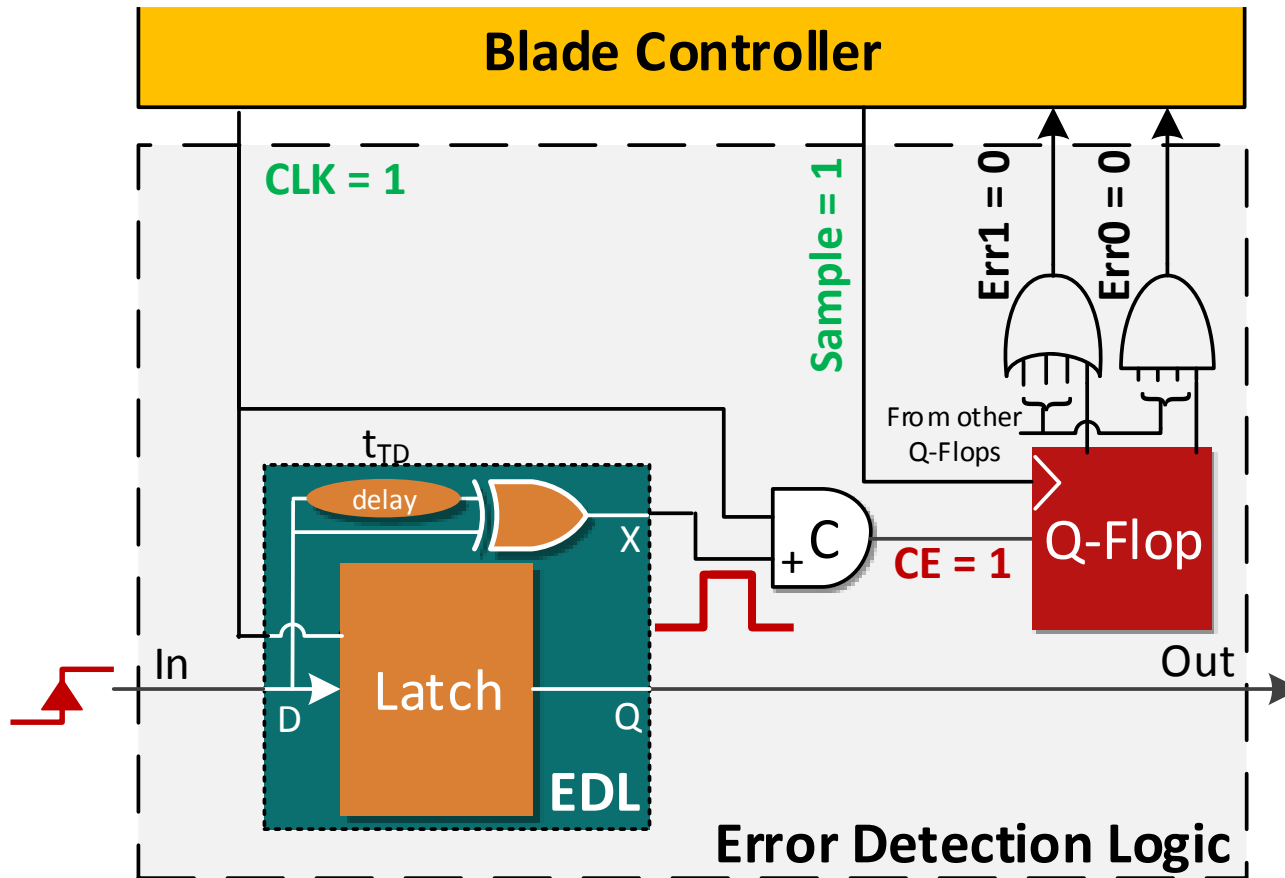 Blade Controller
CLK = 1
Sample = 1
Err1 = 0
Err0 = 0
From other
Q-Flops
tTD
delay
X
C
+
CE = 1
Q-Flop
In
Out
Latch
D
Q
EDL
Error Detection Logic